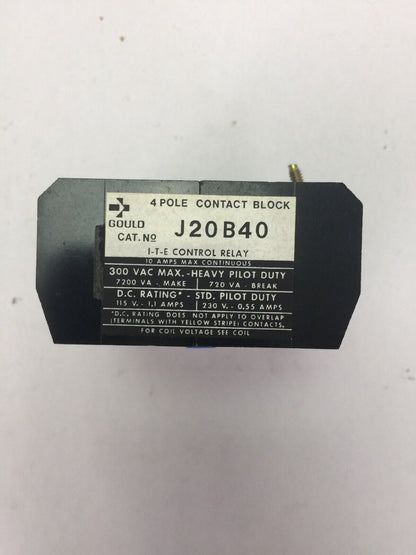 4 POLE CONTACT BLOCK
GOULD
CAT. Nº J20B40
I-T-E CONTROL RELAY
10 AMPS MAX CONTINUOUS
300 VAC MAX.-HEAVY PILOT DUTY
7200 VA - MAKE 720 VA - BREAK
D.C. RATING* - STD. PILOT DUTY
115 V. - 1.1 AMPS 230 V. - 0.55 AMPS
*D.C. RATING DOES NOT APPLY TO OVERLAP
(TERMINALS WITH YELLOW STRIPE) CONTACTS,
FOR COIL VOLTAGE SEE COIL